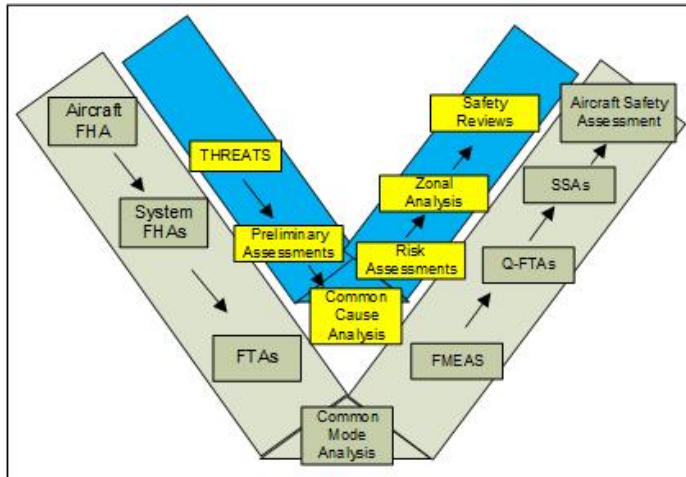 Aircraft
FHA
System
FHAs
FTAs
Common
Mode
Analysis
FMEAS
Q-FTAs
SSAs
Aircraft Safety
Assessment
THREATS
Preliminary
Assessments
Common
Cause
Analysis
Risk
Assessments
Zonal
Analysis
Safety
Reviews